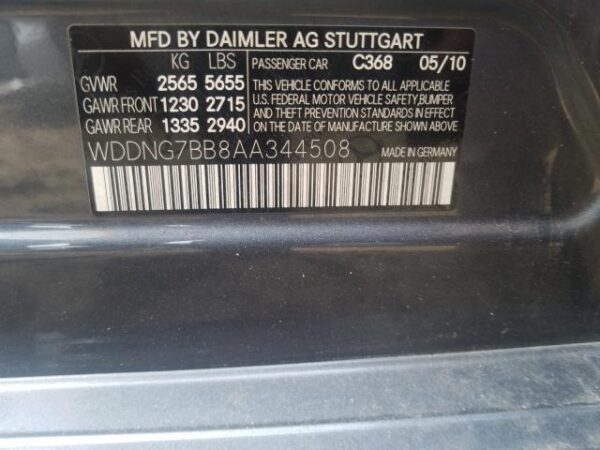 MFD BY DAIMLER AG STUTTGART
KG LBS PASSENGER CAR C368 05/10
GVWR 2565 5655 THIS VEHICLE CONFORMS TO ALL APPLICABLE
GAWR FRONT 1230 2715 U.S. FEDERAL MOTOR VEHICLE SAFETY,BUMPER
AND THEFT PREVENTION STANDARDS IN EFFECT
GAWR REAR 1335 2940 ON THE DATE OF MANUFACTURE SHOWN ABOVE
WDDNG7BB8AA344508 MADE IN GERMANY